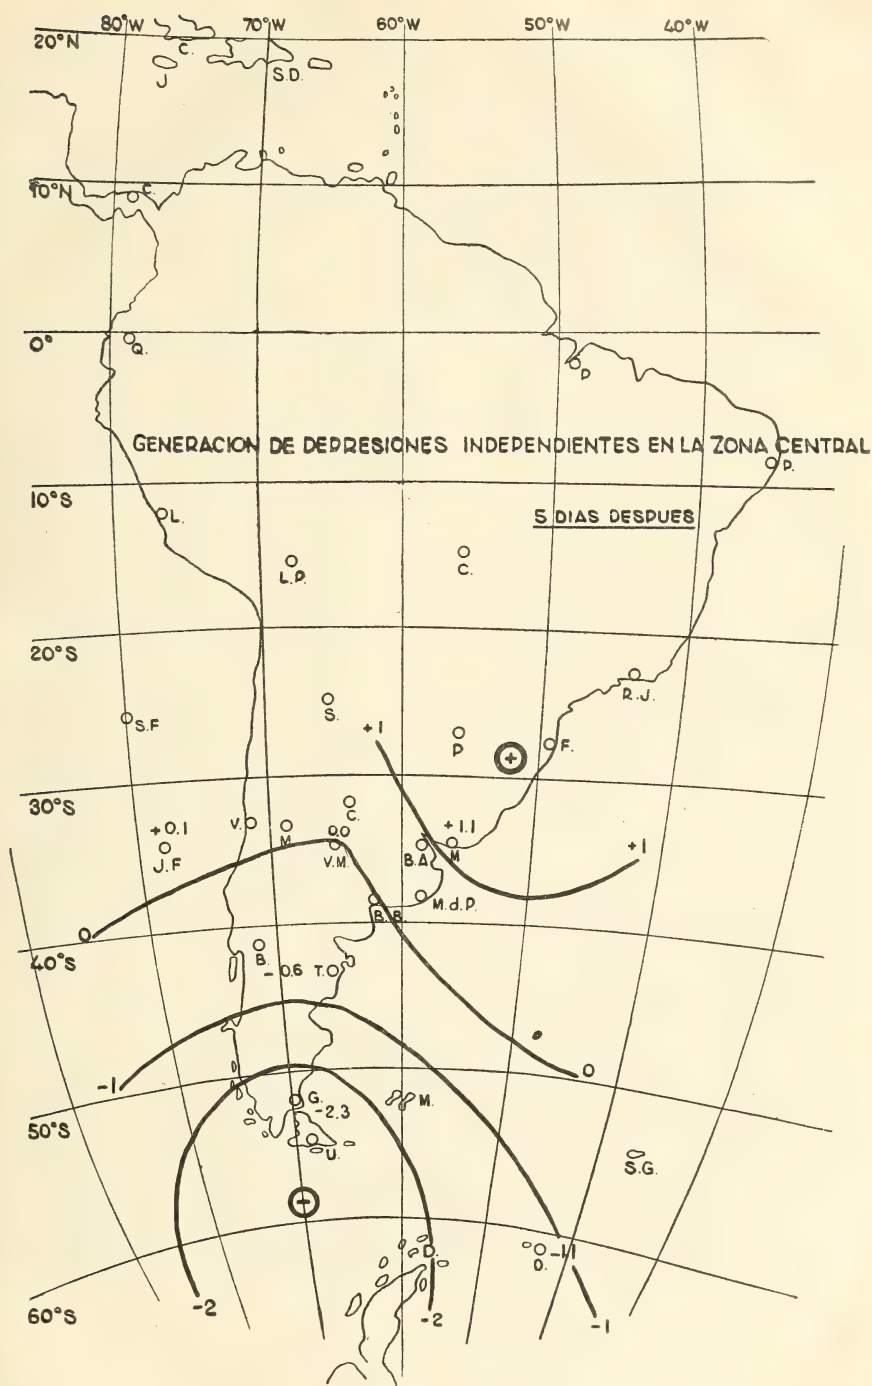 80°W 70°W 60°W 50°W 40°W
20°N
C.
J
S.D.
10°N
C.
0°
Q.
P
GENERACION DE DEPRESIONES INDEPENDIENTES EN LA ZONA CENTRAL
P.
10°S
L.
5 DIAS DESPUES
L.P.
C.
20°S
R.J.
S.F
S.
+1
P
+
F.
30°S
+0.1
J.F
V.
M
C.
0.0
V.M.
B.A
+1.1
M
+1
M.d.P.
B.B.
0
40°S
B.
-0.6 T.
-1
0
G.
-2.3
M.
50°S
U.
S.G.
-
D.
O.
-1.1
-2
-2
-1
60°S